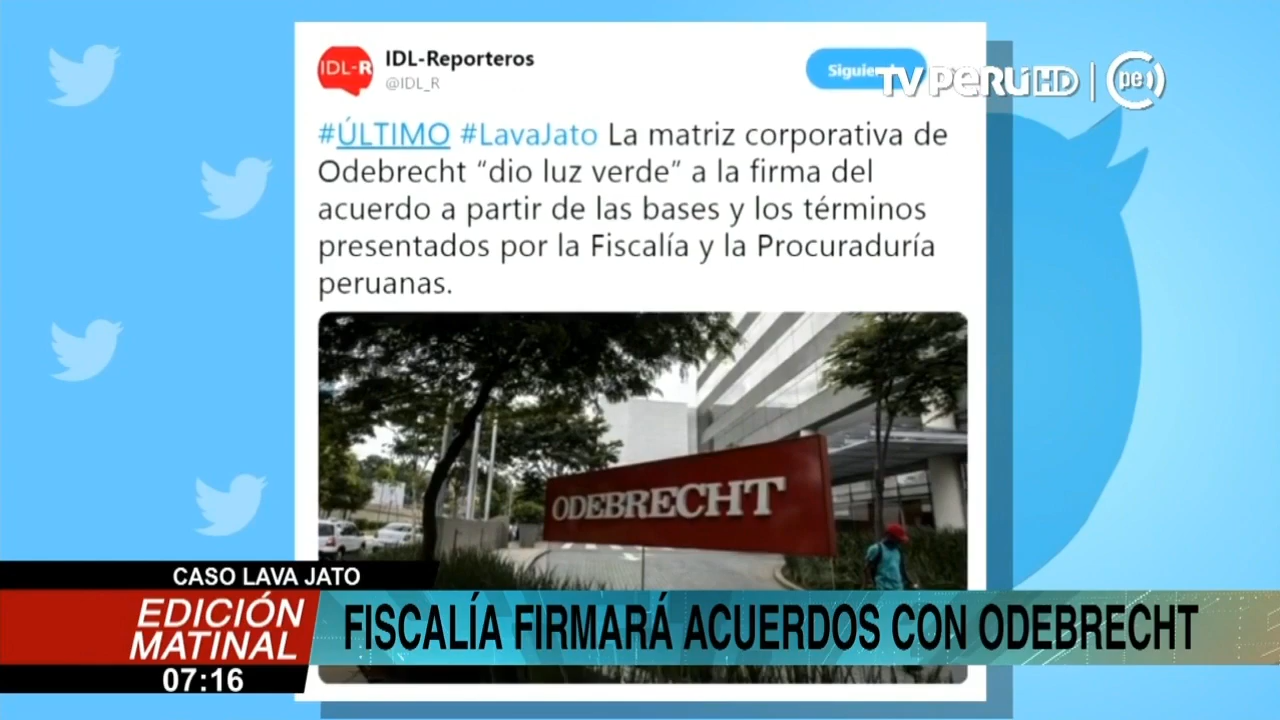 IDL-R
IDL-Reporteros
@IDL_R
TVPERÚ HD
pe
#ÚLTIMO #LavaJato La matriz corporativa de
Odebrecht “dio luz verde” a la firma del
acuerdo a partir de las bases y los términos
presentados por la Fiscalía y la Procuraduría
peruanas.
ODEBRECHT
CASO LAVA JATO
EDICIÓN
MATINAL
FISCALÍA FIRMARÁ ACUERDOS CON ODEBRECHT
07:16